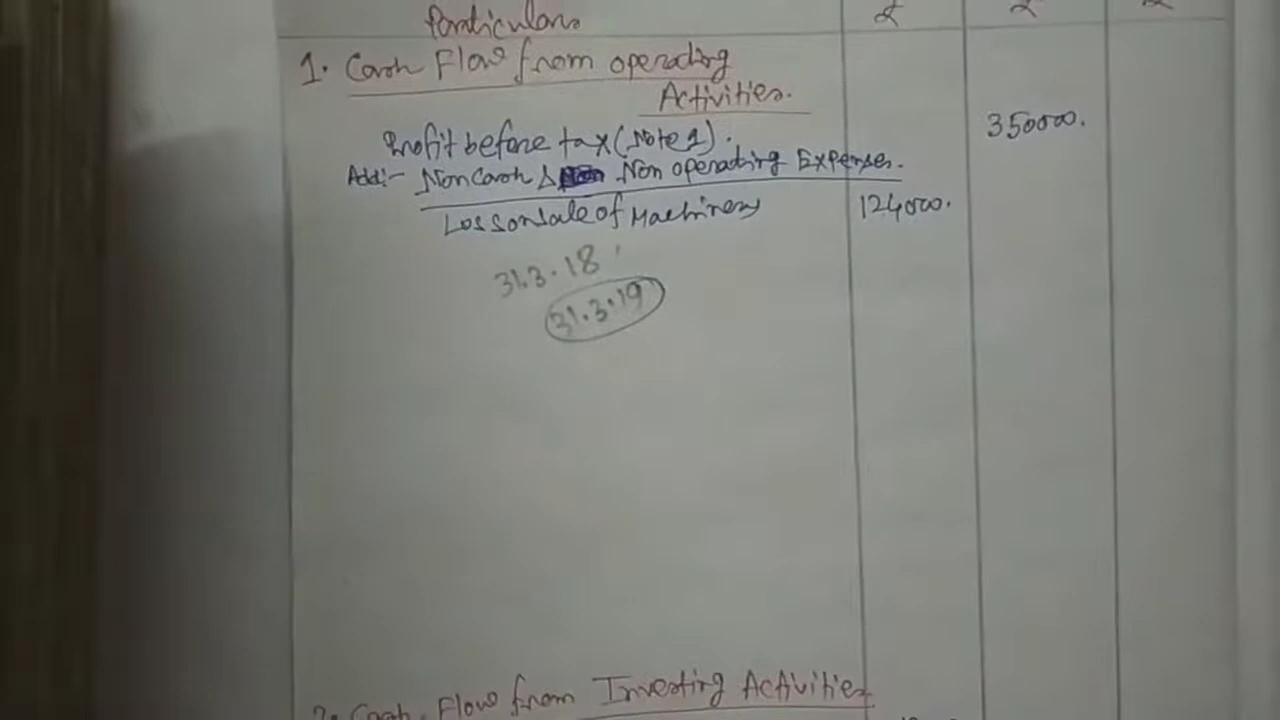 Particulars ₹ ₹ ₹
1. Cash Flow from operating
Activities.
Profit before tax (Note 1). 350000.
Add:- Non Cash & Non operating Expenses.
Loss on sale of Machinery 124000.
31.3.18
31.3.19
2. Cash Flow from Investing Activities